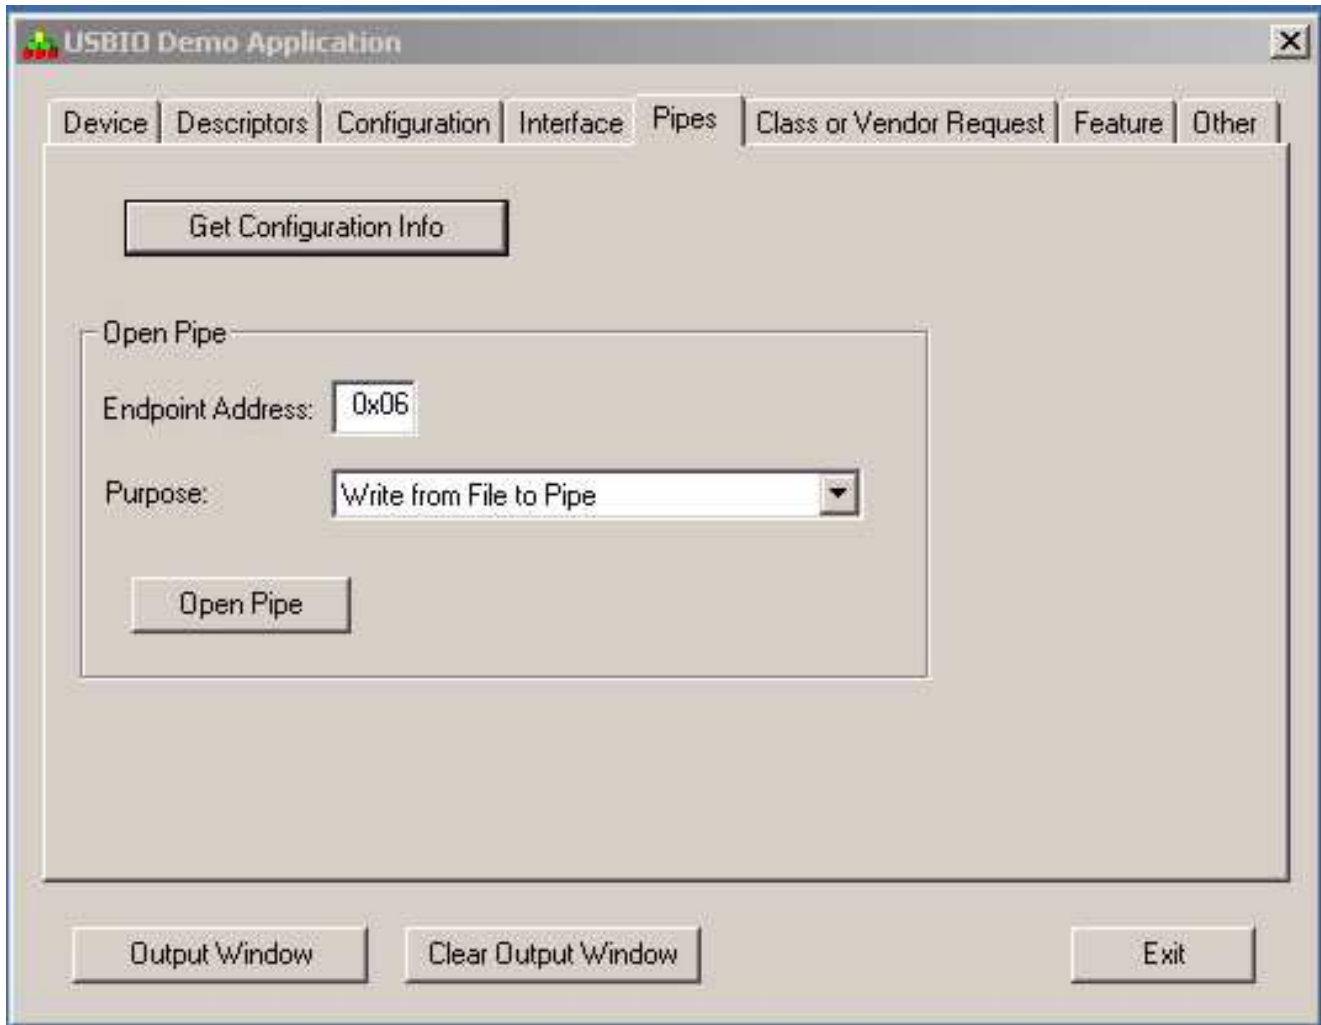 USBIO Demo Application
Device Descriptors Configuration Interface Pipes Class or Vendor Request Feature Other
Get Configuration Info
Open Pipe
Endpoint Address: 0x06
Purpose: Write from File to Pipe
Open Pipe
Output Window Clear Output Window Exit